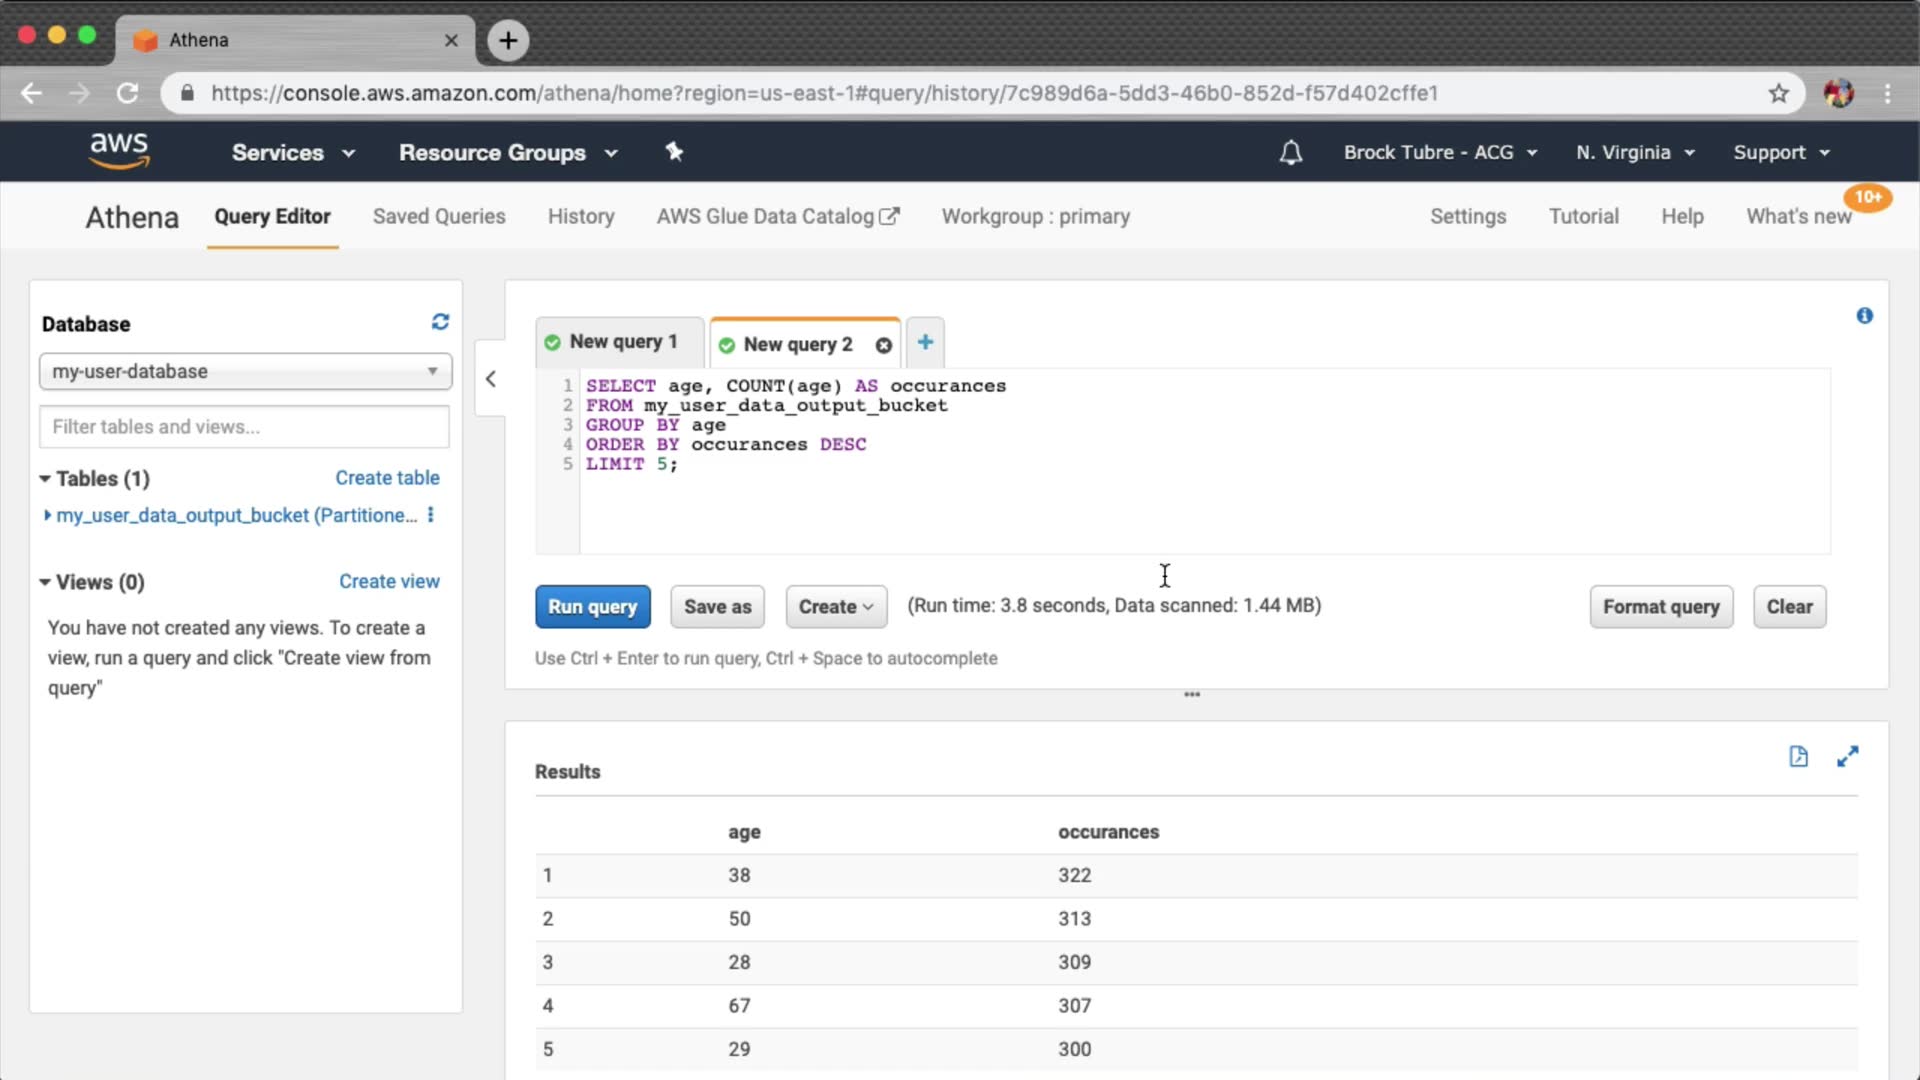 Athena
https://console.aws.amazon.com/athena/home?region=us-east-1#query/history/7c989d6a-5dd3-46b0-852d-f57d402cffe1
aws Services Resource Groups Brock Tubre - ACG N. Virginia Support
Athena Query Editor Saved Queries History AWS Glue Data Catalog Workgroup : primary Settings Tutorial Help What's new 10+
Database
my-user-database
Filter tables and views...
Tables (1) Create table
my_user_data_output_bucket (Partitione...
Views (0) Create view
You have not created any views. To create a
view, run a query and click "Create view from
query"
New query 1 New query 2
1 SELECT age, COUNT(age) AS occurances
2 FROM my_user_data_output_bucket
3 GROUP BY age
4 ORDER BY occurances DESC
5 LIMIT 5;
Run query Save as Create (Run time: 3.8 seconds, Data scanned: 1.44 MB) Format query Clear
Use Ctrl + Enter to run query, Ctrl + Space to autocomplete
Results
age occurances
1 38 322
2 50 313
3 28 309
4 67 307
5 29 300